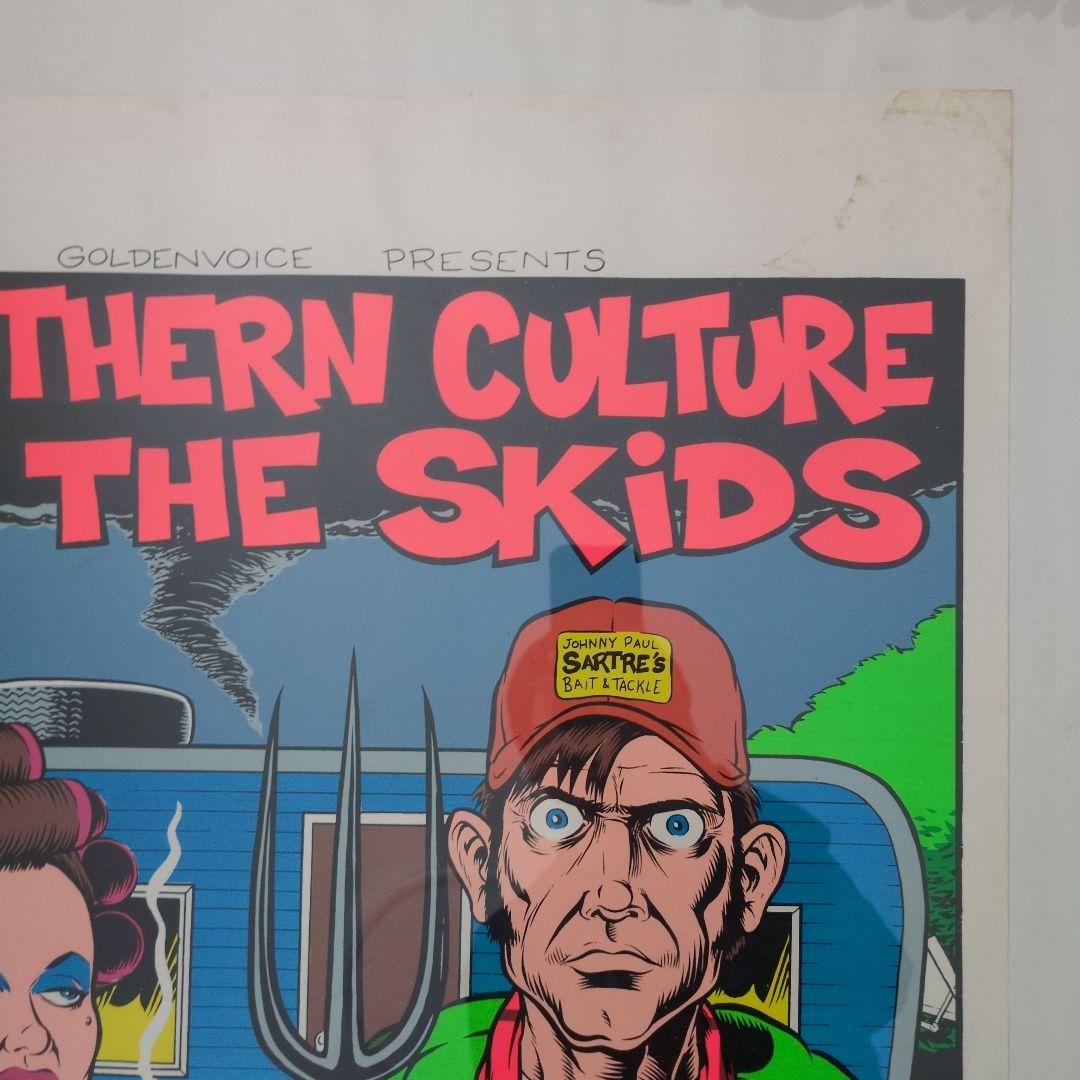 GOLDENVOICE PRESENTS
THERN CULTURE
THE SKiDS
JOHNNY PAUL
SARTRE'S
BAIT & TACKLE